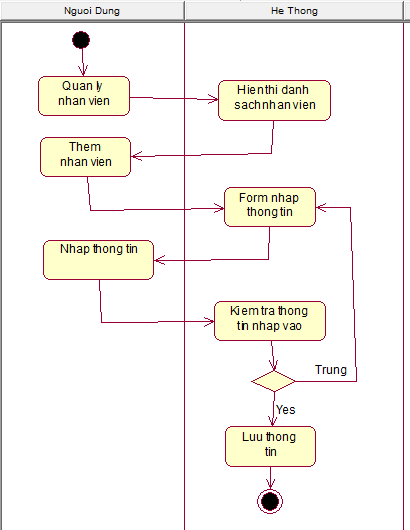 Nguoi Dung
He Thong
Quan ly
nhan vien
Hien thi danh
sach nhan vien
Them
nhan vien
Form nhap
thong tin
Nhap thong tin
Kiem tra thong
tin nhap vao
Trung
Yes
Luu thong
tin